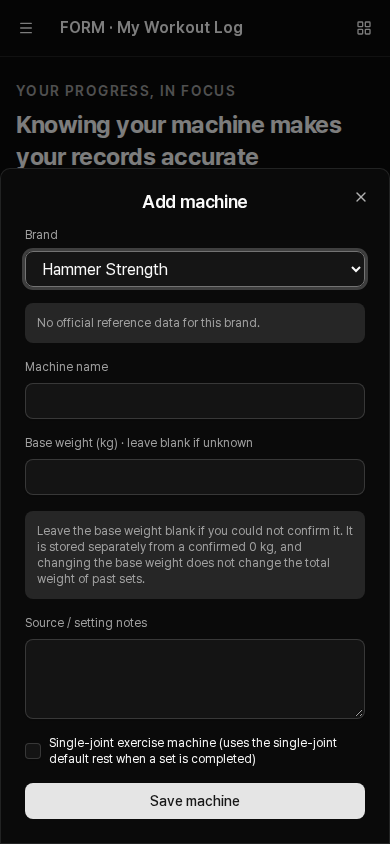 FORM · My Workout Log
YOUR PROGRESS, IN FOCUS
Knowing your machine makes
your records accurate
Add machine
Brand
Hammer Strength
No official reference data for this brand.
Machine name
Base weight (kg) · leave blank if unknown
Leave the base weight blank if you could not confirm it. It
is stored separately from a confirmed 0 kg, and
changing the base weight does not change the total
weight of past sets.
Source / setting notes
Single-joint exercise machine (uses the single-joint
default rest when a set is completed)
Save machine